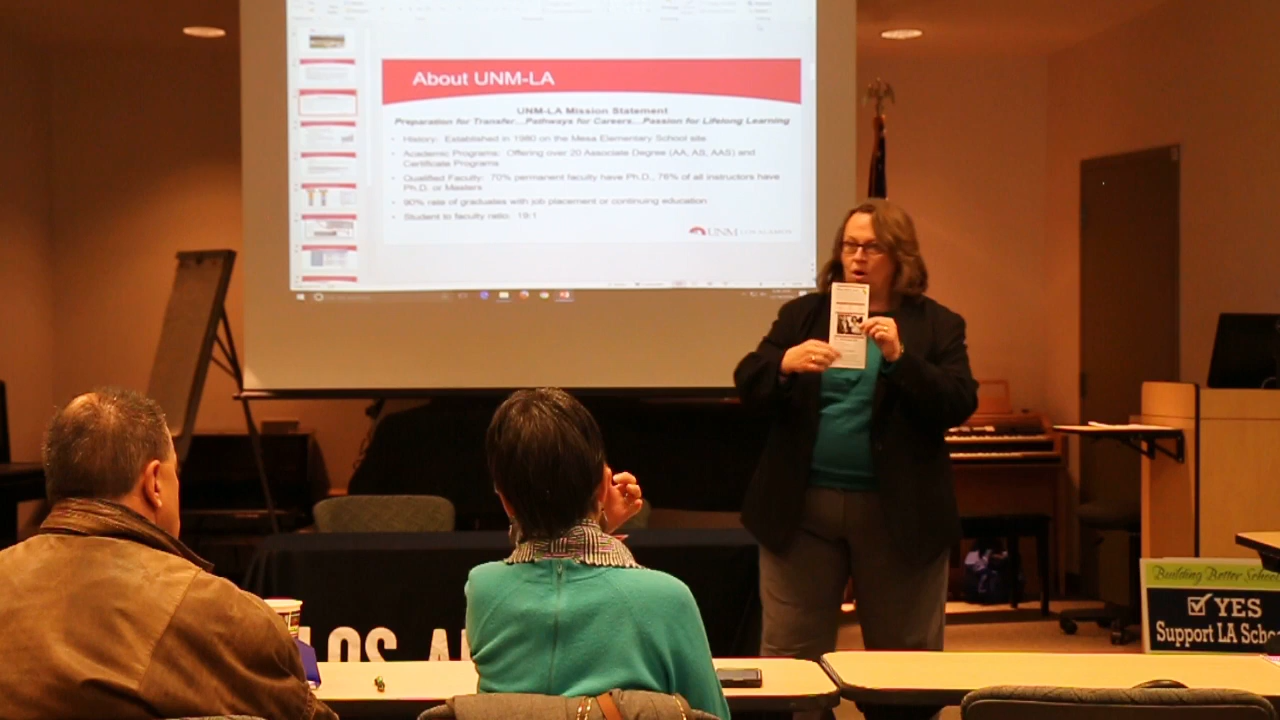 About UNM-LA
UNM-LA Mission Statement
Preparation for Transfer...Pathways for Careers...Passion for Lifelong Learning
• History: Established in 1980 on the Mesa Elementary School site
• Academic Programs: Offering over 20 Associate Degree (AA, AS, AAS) and
Certificate Programs
• Qualified Faculty: 70% permanent faculty have Ph.D., 76% of all instructors have
Ph.D. or Masters
• 90% rate of graduates with job placement or continuing education
• Student to faculty ratio: 19:1
UNM LOS ALAMOS
LOS A
Building Better Schools
YES
Support LA Scho